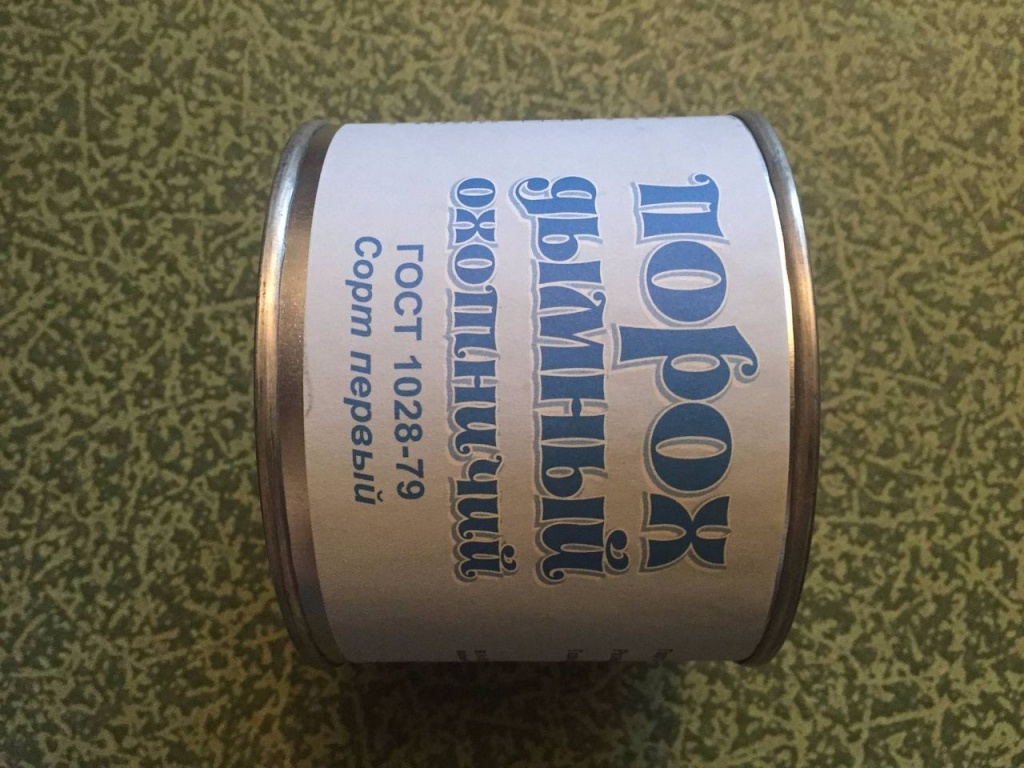 порох
дымный
охотничий
ГОСТ 1028-79
Сорт первый